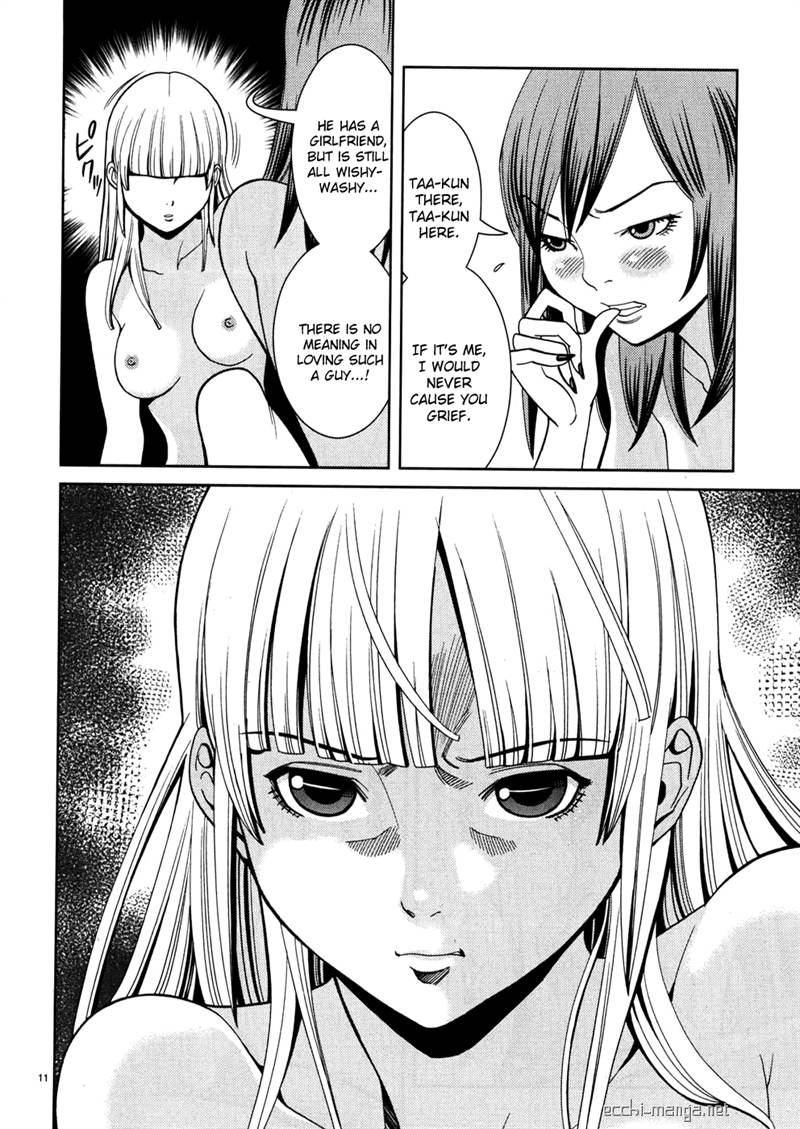 TAA-KUN
THERE,
TAA-KUN
HERE.
IF IT'S ME,
I WOULD
NEVER
CAUSE YOU
GRIEF.
HE HAS A
GIRLFRIEND,
BUT IS STILL
ALL WISHY-
WASHY...
THERE IS NO
MEANING IN
LOVING SUCH
A GUY...!
ピクッ
11
ecchi-manga.net